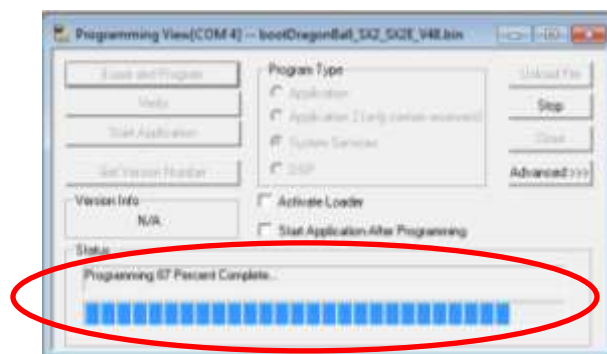 Programming View(COM 4) -- bootDragonBall_SX2_SX2E_V48.bin
Erase and Program
Program Type
Unload File
Verify
Application
Stop
Application 2 (only certain receivers)
Start Application
System Services
Close
Get Version Number
DSP
Advanced >>>
Version Info
Activate Loader
N/A
Start Application After Programming
Status
Programming 87 Percent Complete...